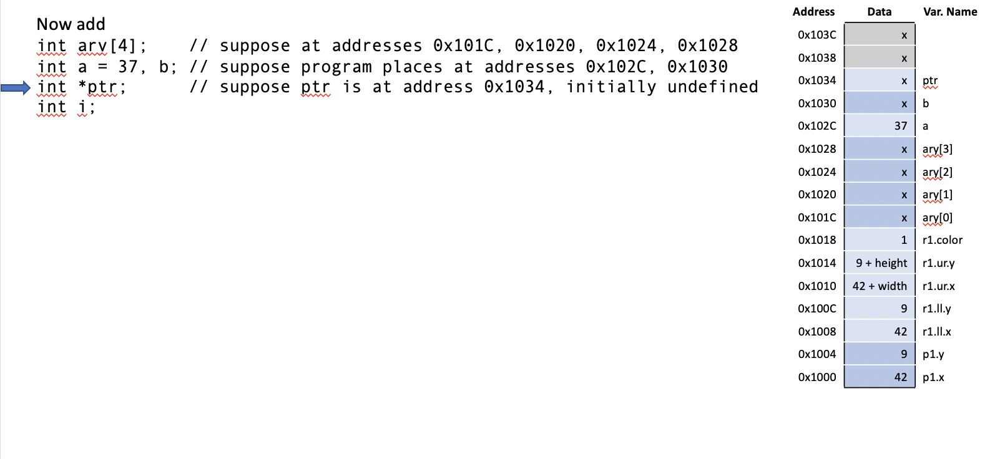 Now add
int arv[4];    // suppose at addresses 0x101C, 0x1020, 0x1024, 0x1028
int a = 37, b; // suppose program places at addresses 0x102C, 0x1030
int *ptr;      // suppose ptr is at address 0x1034, initially undefined
int i;
Address Data Var. Name
0x103C x
0x1038 x
0x1034 x ptr
0x1030 x b
0x102C 37 a
0x1028 x ary[3]
0x1024 x ary[2]
0x1020 x ary[1]
0x101C x ary[0]
0x1018 1 r1.color
0x1014 9 + height r1.ur.y
0x1010 42 + width r1.ur.x
0x100C 9 r1.ll.y
0x1008 42 r1.ll.x
0x1004 9 p1.y
0x1000 42 p1.x